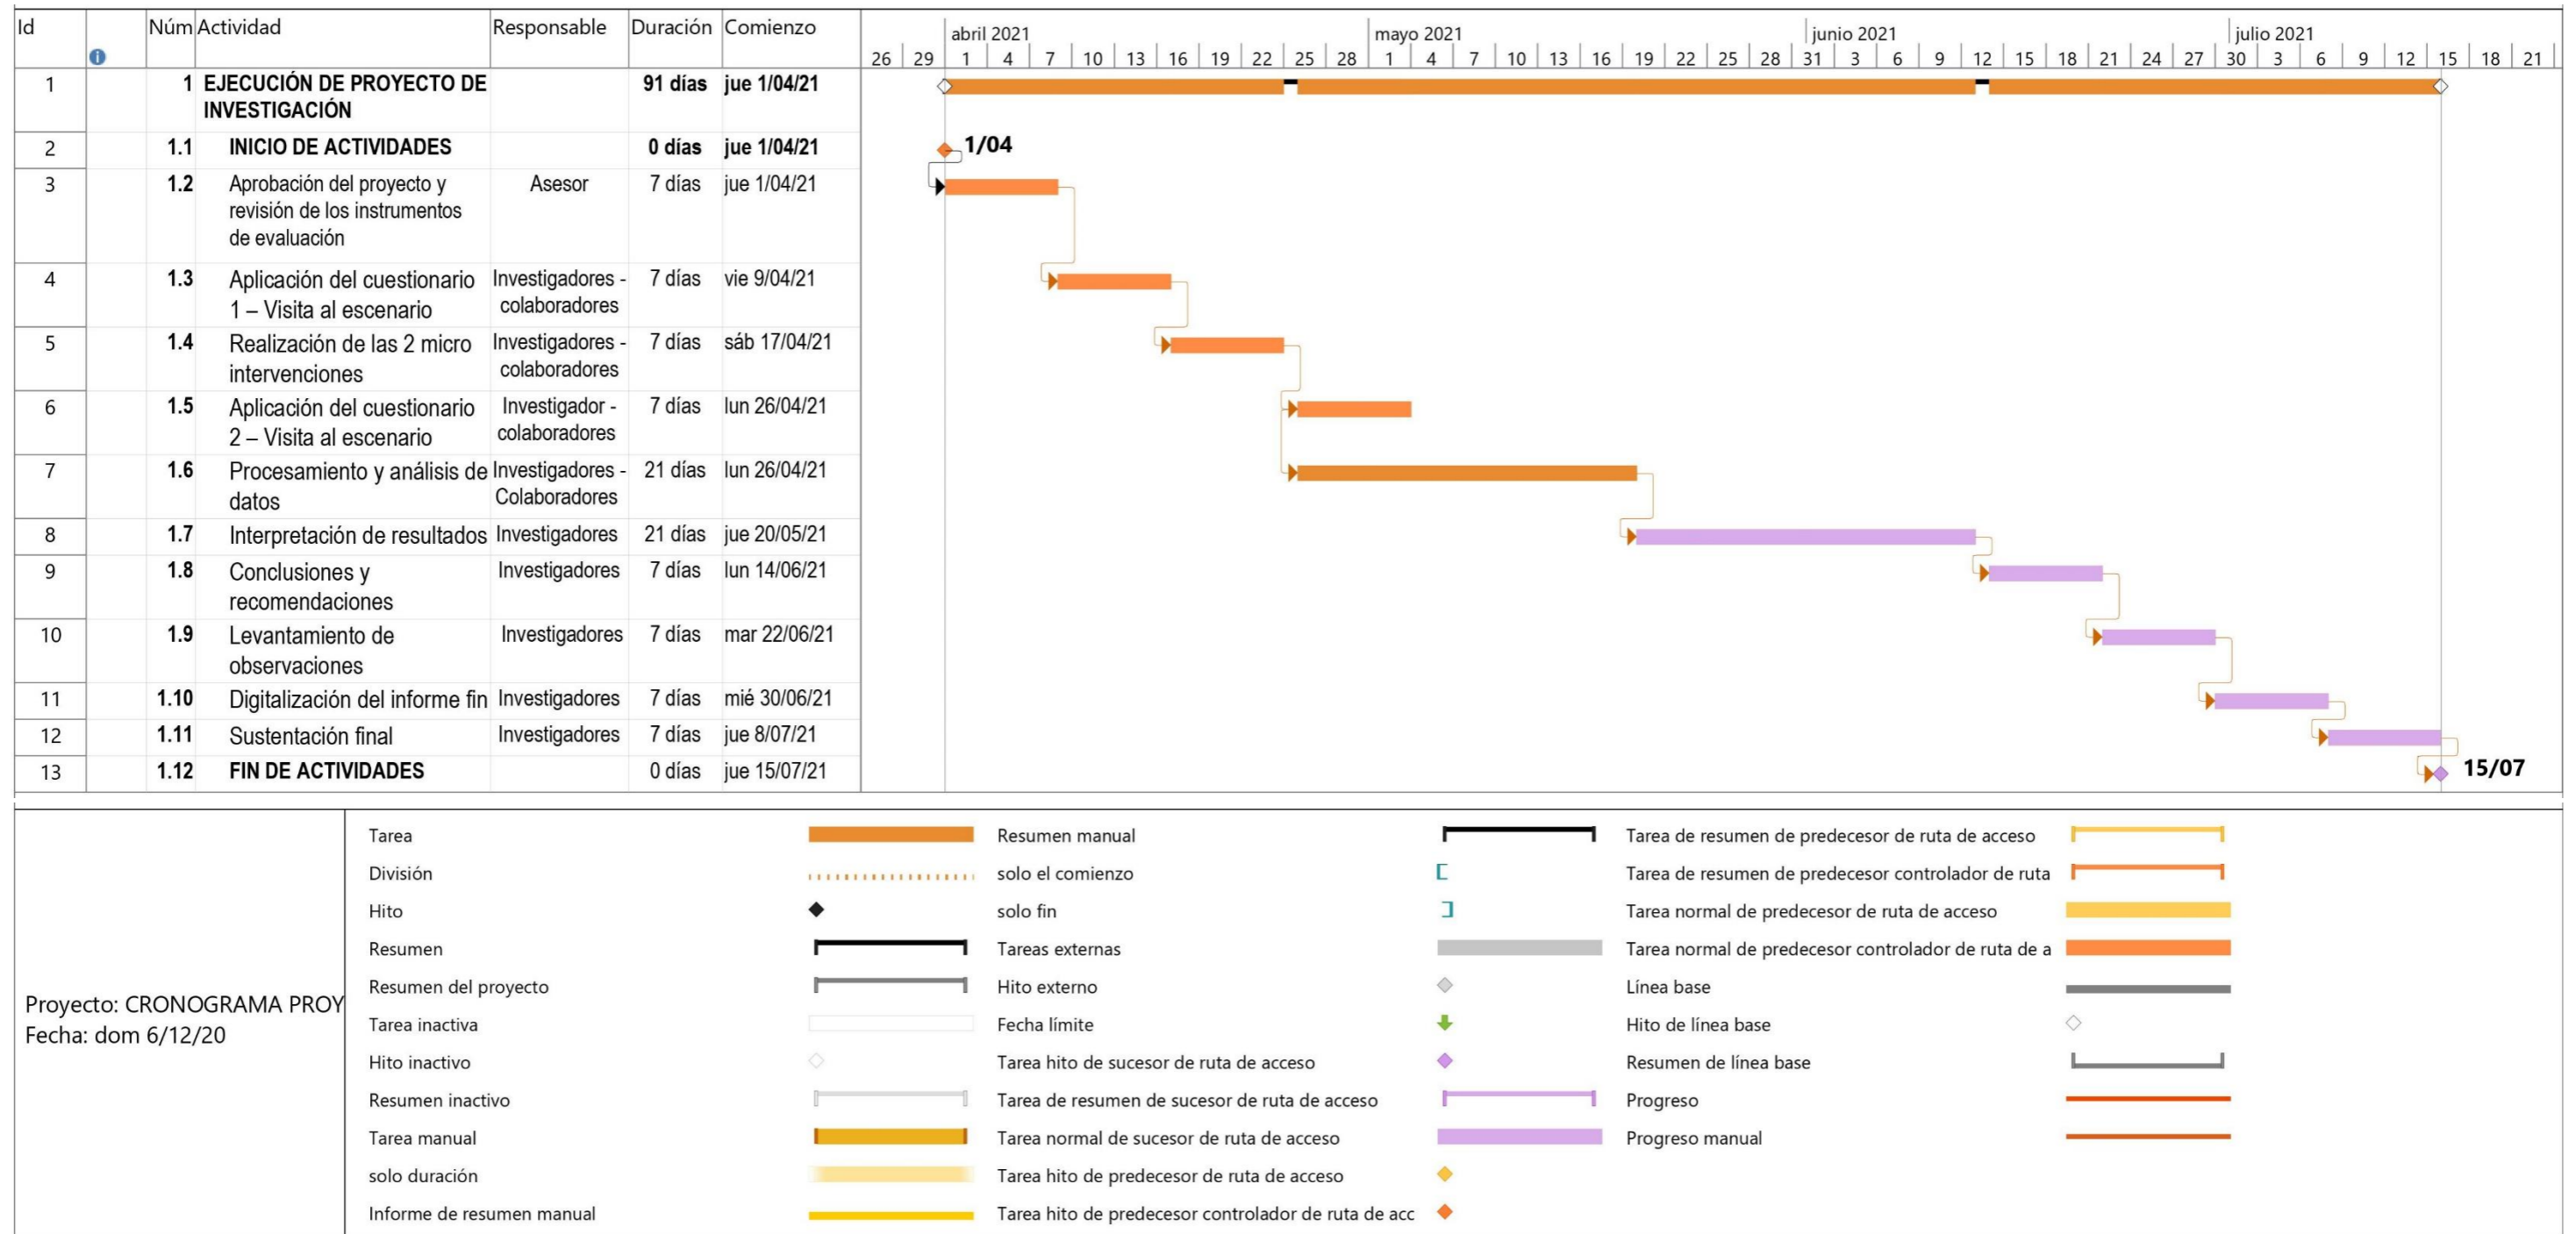 Id Núm Actividad Responsable Duración Comienzo
abril 2021 mayo 2021 junio 2021 julio 2021
26 29 1 4 7 10 13 16 19 22 25 28 1 4 7 10 13 16 19 22 25 28 31 3 6 9 12 15 18 21 24 27 30 3 6 9 12 15 18 21
1 1 EJECUCIÓN DE PROYECTO DE 91 días jue 1/04/21
INVESTIGACIÓN
2 1.1 INICIO DE ACTIVIDADES 0 días jue 1/04/21 1/04
3 1.2 Aprobación del proyecto y Asesor 7 días jue 1/04/21
revisión de los instrumentos
de evaluación
4 1.3 Aplicación del cuestionario Investigadores - 7 días vie 9/04/21
1 – Visita al escenario colaboradores
5 1.4 Realización de las 2 micro Investigadores - 7 días sáb 17/04/21
intervenciones colaboradores
6 1.5 Aplicación del cuestionario Investigador - 7 días lun 26/04/21
2 – Visita al escenario colaboradores
7 1.6 Procesamiento y análisis de Investigadores - 21 días lun 26/04/21
datos Colaboradores
8 1.7 Interpretación de resultados Investigadores 21 días jue 20/05/21
9 1.8 Conclusiones y Investigadores 7 días lun 14/06/21
recomendaciones
10 1.9 Levantamiento de Investigadores 7 días mar 22/06/21
observaciones
11 1.10 Digitalización del informe fin Investigadores 7 días mié 30/06/21
12 1.11 Sustentación final Investigadores 7 días jue 8/07/21
13 1.12 FIN DE ACTIVIDADES 0 días jue 15/07/21 15/07
Proyecto: CRONOGRAMA PROY
Fecha: dom 6/12/20
Tarea
División
Hito
Resumen
Resumen del proyecto
Tarea inactiva
Hito inactivo
Resumen inactivo
Tarea manual
solo duración
Informe de resumen manual
Resumen manual
solo el comienzo
solo fin
Tareas externas
Hito externo
Fecha límite
Tarea hito de sucesor de ruta de acceso
Tarea de resumen de sucesor de ruta de acceso
Tarea normal de sucesor de ruta de acceso
Tarea hito de predecesor de ruta de acceso
Tarea hito de predecesor controlador de ruta de acc
Tarea de resumen de predecesor de ruta de acceso
Tarea de resumen de predecesor controlador de ruta
Tarea normal de predecesor de ruta de acceso
Tarea normal de predecesor controlador de ruta de a
Línea base
Hito de línea base
Resumen de línea base
Progreso
Progreso manual